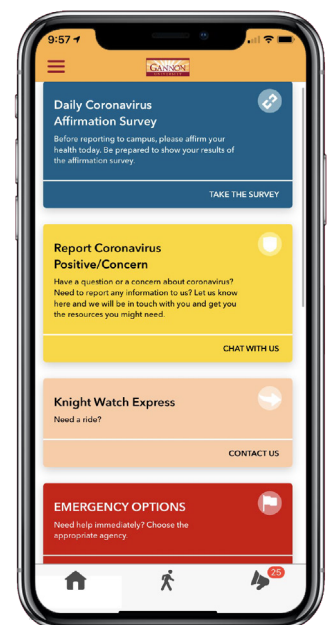 9:57
GANNON
UNIVERSITY
Daily Coronavirus
Affirmation Survey
Before reporting to campus, please affirm your
health today. Be prepared to show your results of
the affirmation survey.
TAKE THE SURVEY
Report Coronavirus
Positive/Concern
Have a question or a concern about coronavirus?
Need to report any information to us? Let us know
here and we will be in touch with you and get you
the resources you might need.
CHAT WITH US
Knight Watch Express
Need a ride?
CONTACT US
EMERGENCY OPTIONS
Need help immediately? Choose the
appropriate agency.
25